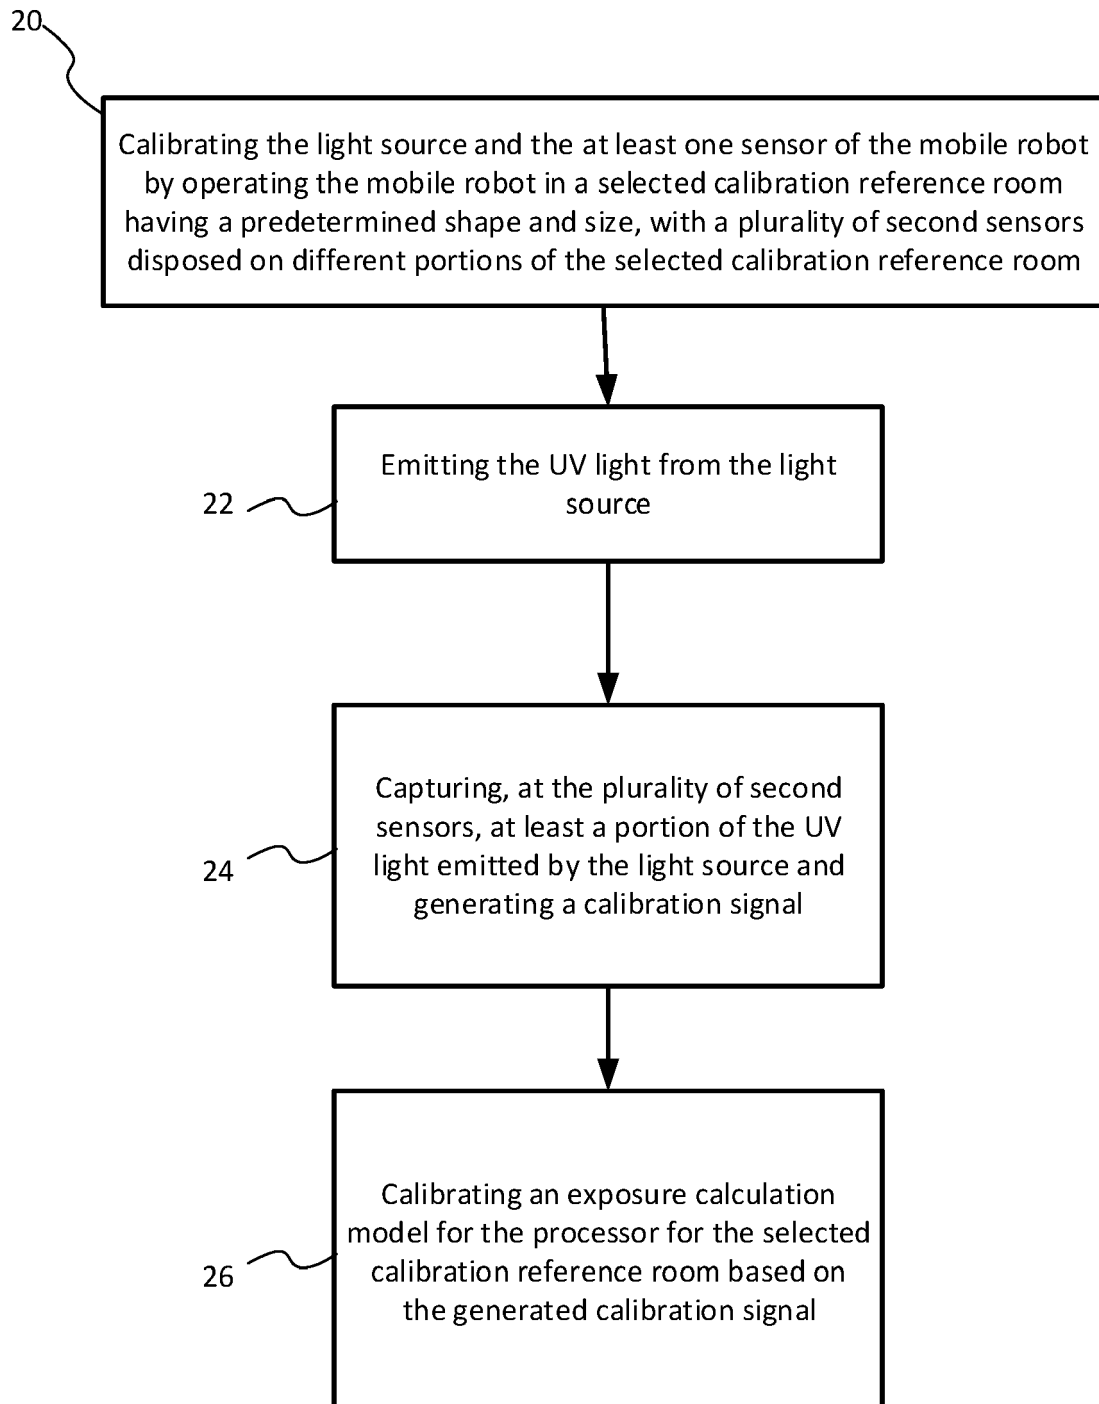 20
Calibrating the light source and the at least one sensor of the mobile robot
by operating the mobile robot in a selected calibration reference room
having a predetermined shape and size, with a plurality of second sensors
disposed on different portions of the selected calibration reference room
Emitting the UV light from the light
source
22
Capturing, at the plurality of second
sensors, at least a portion of the UV
light emitted by the light source and
generating a calibration signal
24
Calibrating an exposure calculation
model for the processor for the selected
calibration reference room based on
the generated calibration signal
26